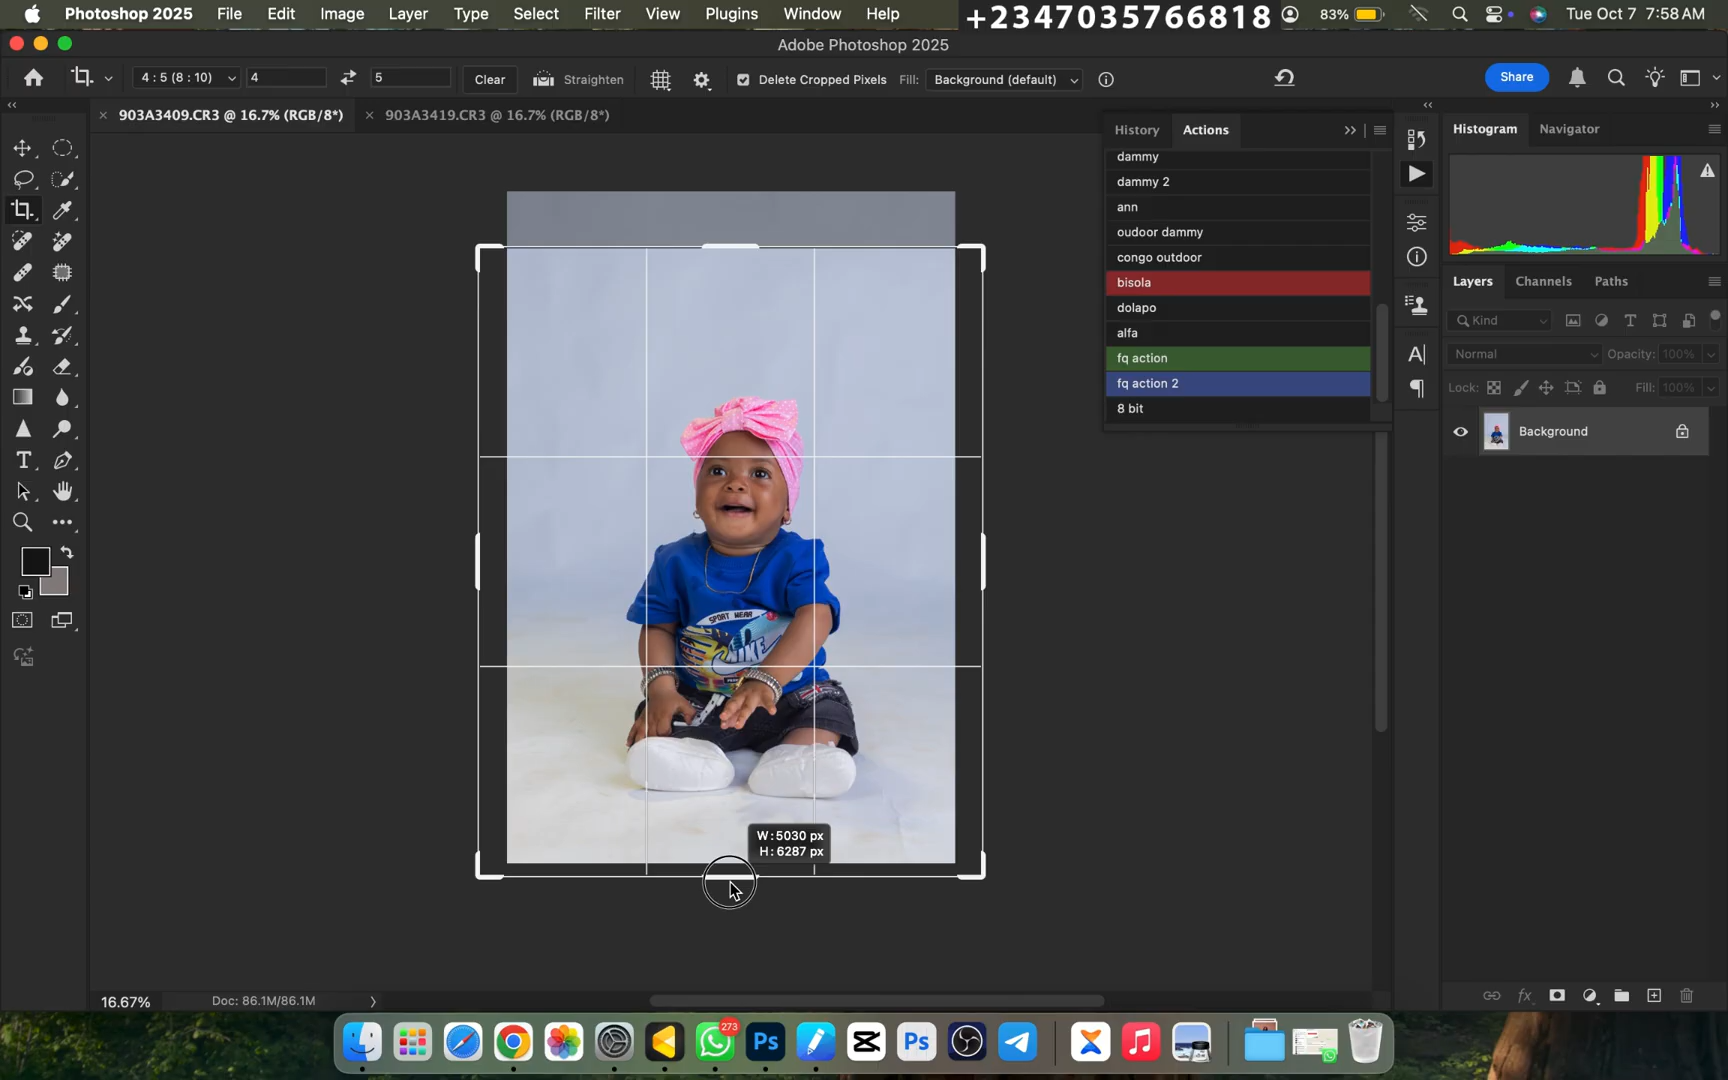 Photoshop 2025 File Edit Image Layer Type Select Filter View Plugins Window Help +2347035766818 83% Tue Oct 7 7:58 AM
Adobe Photoshop 2025
4 : 5 (8 : 10) 4 5 Clear Straighten Delete Cropped Pixels Fill: Background (default) Share
903A3409.CR3 @ 16.7% (RGB/8*) 903A3419.CR3 @ 16.7% (RGB/8*)
History Actions
dammy
dammy 2
ann
oudoor dammy
congo outdoor
bisola
dolapo
alfa
fq action
fq action 2
8 bit
Histogram Navigator
Layers Channels Paths
Kind
Normal Opacity: 100%
Lock: Fill: 100%
Background
SPORT WEAR
NIKE
W: 5030 px
H: 6287 px
16.67% Doc: 86.1M/86.1M
273
Ps
Ps